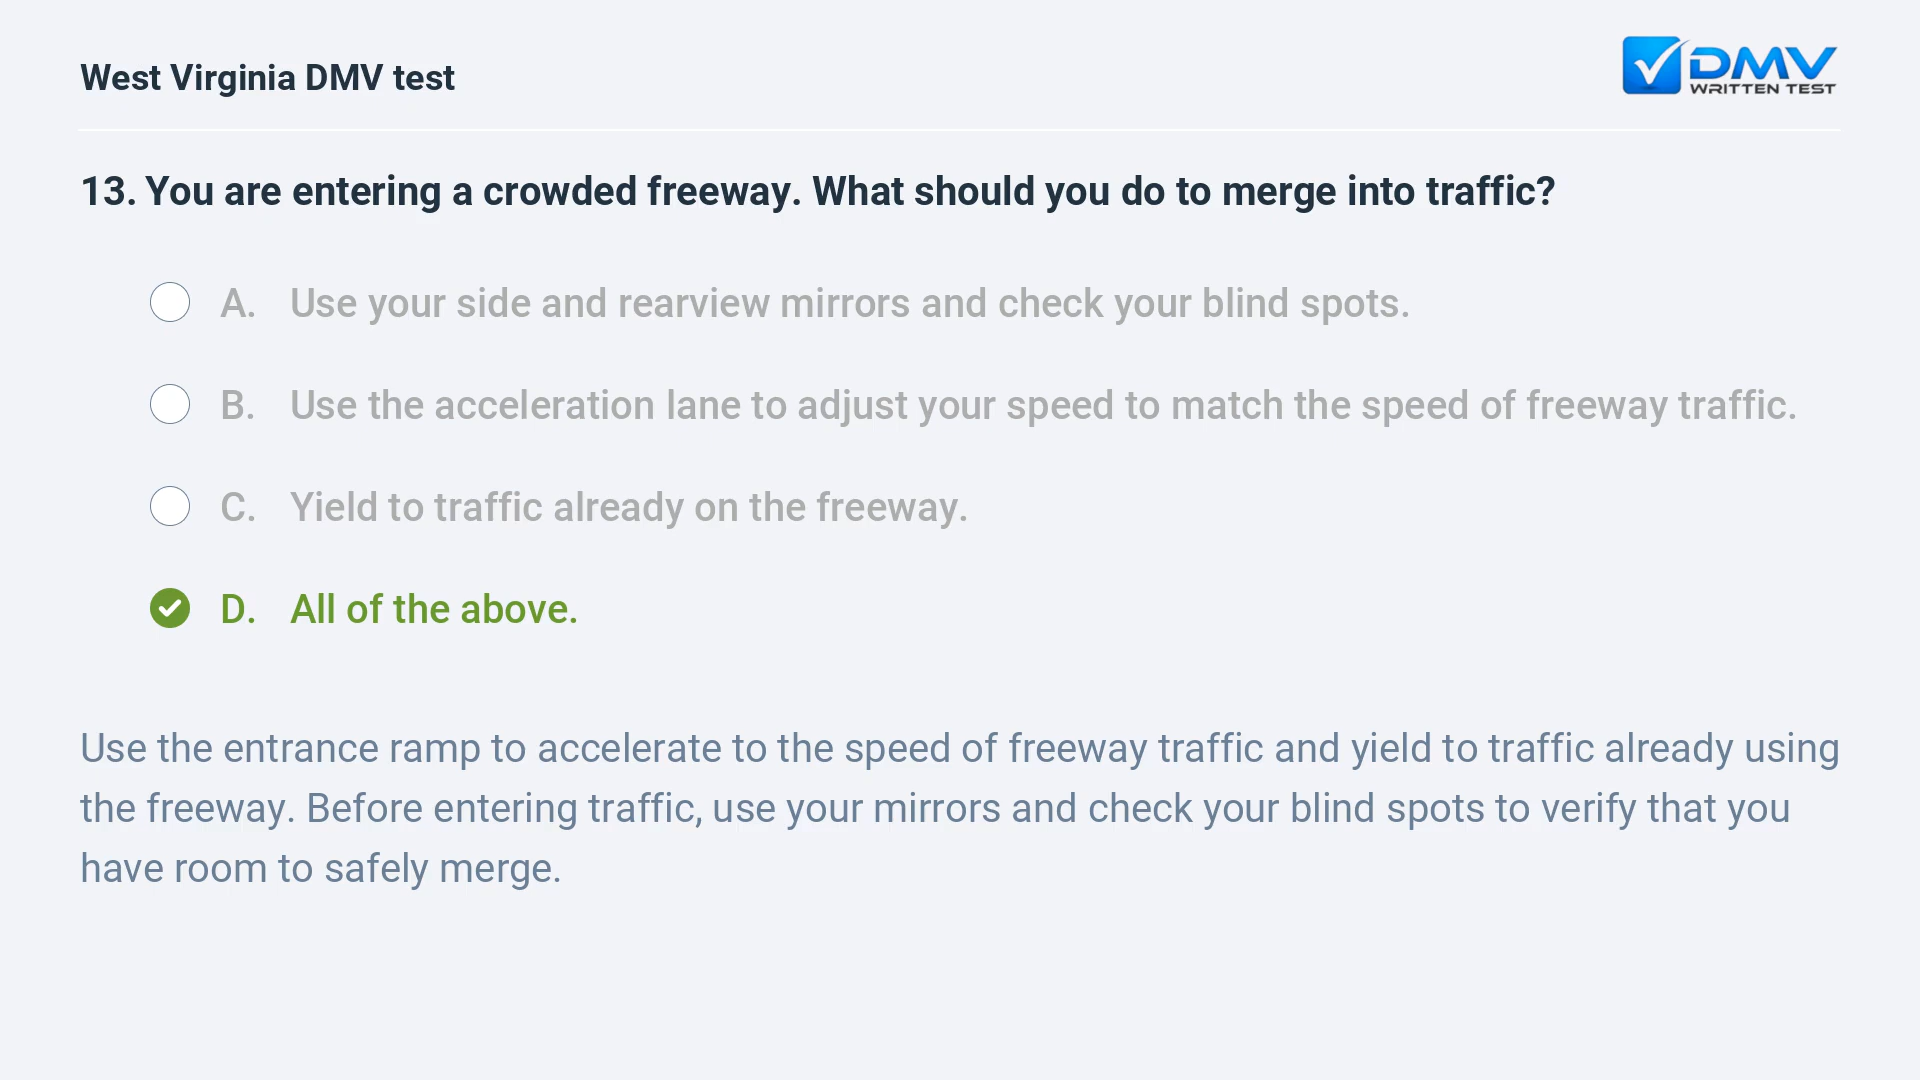 West Virginia DMV test
DMV
WRITTEN TEST
13. You are entering a crowded freeway. What should you do to merge into traffic?
A. Use your side and rearview mirrors and check your blind spots.
B. Use the acceleration lane to adjust your speed to match the speed of freeway traffic.
C. Yield to traffic already on the freeway.
D. All of the above.
Use the entrance ramp to accelerate to the speed of freeway traffic and yield to traffic already using
the freeway. Before entering traffic, use your mirrors and check your blind spots to verify that you
have room to safely merge.